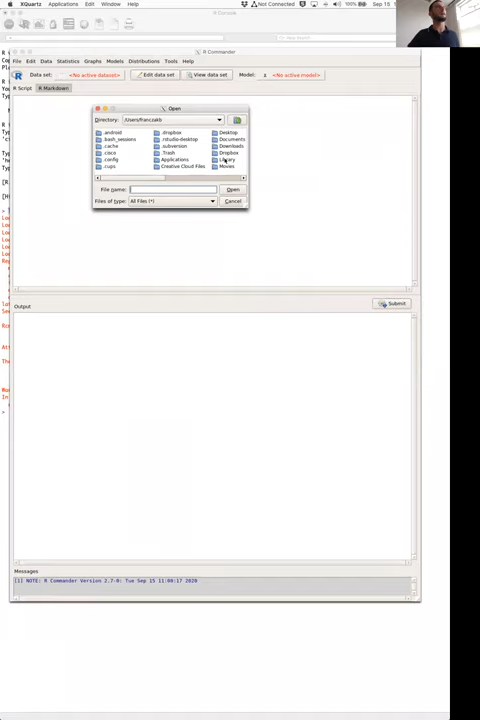 XQuartz Applications Edit Window Help Not Connected 100% Sep 15
R Console
R Commander
File Edit Data Statistics Graphs Models Distributions Tools Help
Data set: <No active dataset> Edit data set View data set Model: Σ <No active model>
R Script R Markdown
Open
Directory: /Users/franczakb
.android .dropbox Desktop
.bash_sessions .rstudio-desktop Documents
.cache .subversion Downloads
.cisco .Trash Dropbox
.config Applications Library
.cups Creative Cloud Files Movies
File name: Open
Files of type: All Files (*) Cancel
Submit
Output
Messages
[1] NOTE: R Commander Version 2.7-0: Tue Sep 15 11:00:17 2020